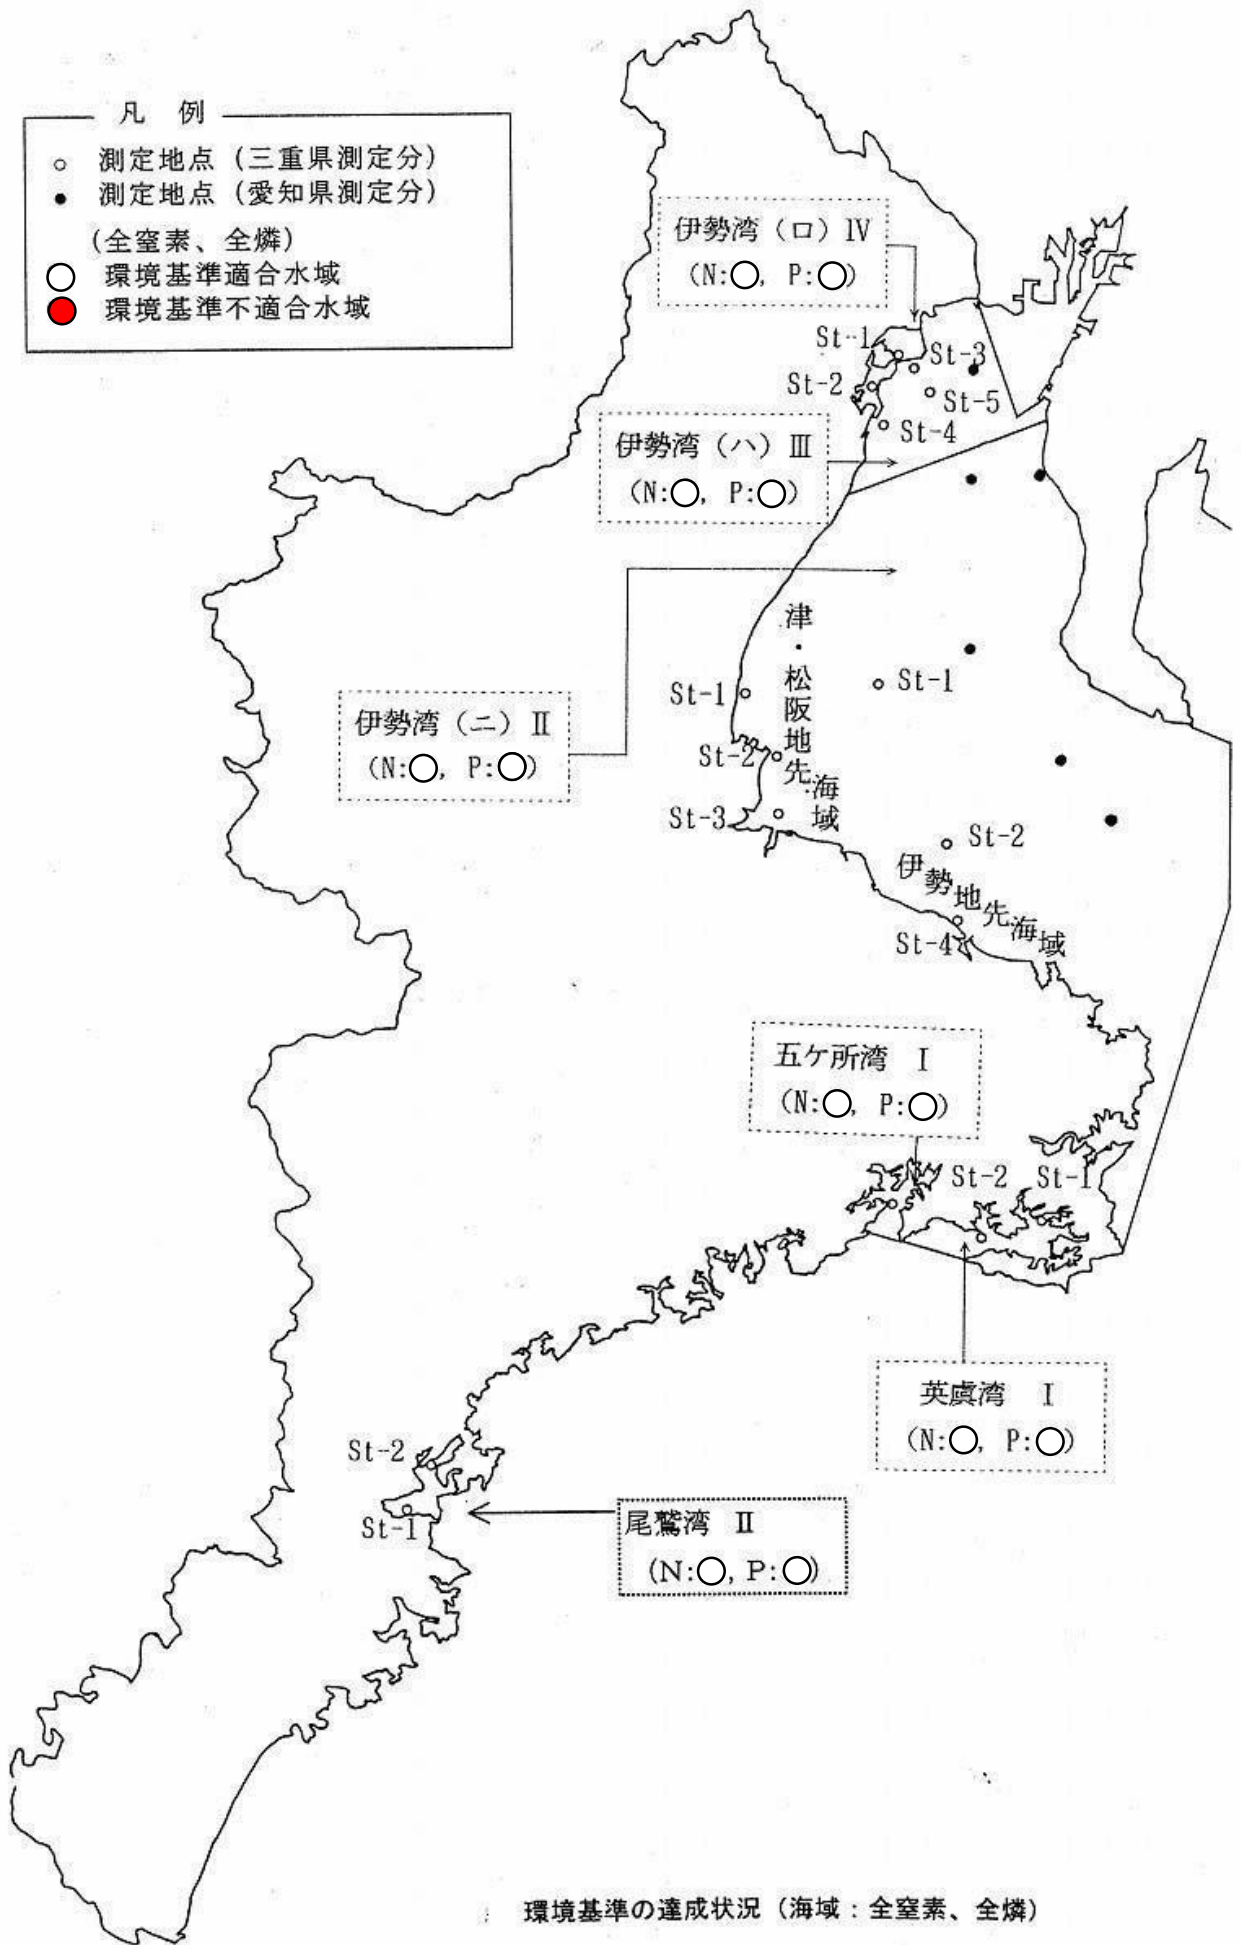 凡 例
測定地点（三重県測定分）
測定地点（愛知県測定分）
（全窒素、全燐）
環境基準適合水域
環境基準不適合水域
伊勢湾（ロ）Ⅳ
（N:○, P:○）
St-1
St-3
St-2
St-5
St-4
伊勢湾（ハ）Ⅲ
（N:○, P:○）
津・松阪地先海域
St-1
St-1
伊勢湾（ニ）Ⅱ
（N:○, P:○）
St-2
St-3
St-2
伊勢地先海域
St-4
五ケ所湾 Ⅰ
（N:○, P:○）
St-2
St-1
英虞湾 Ⅰ
（N:○, P:○）
St-2
St-1
尾鷲湾 Ⅱ
（N:○, P:○）
環境基準の達成状況（海域：全窒素、全燐）